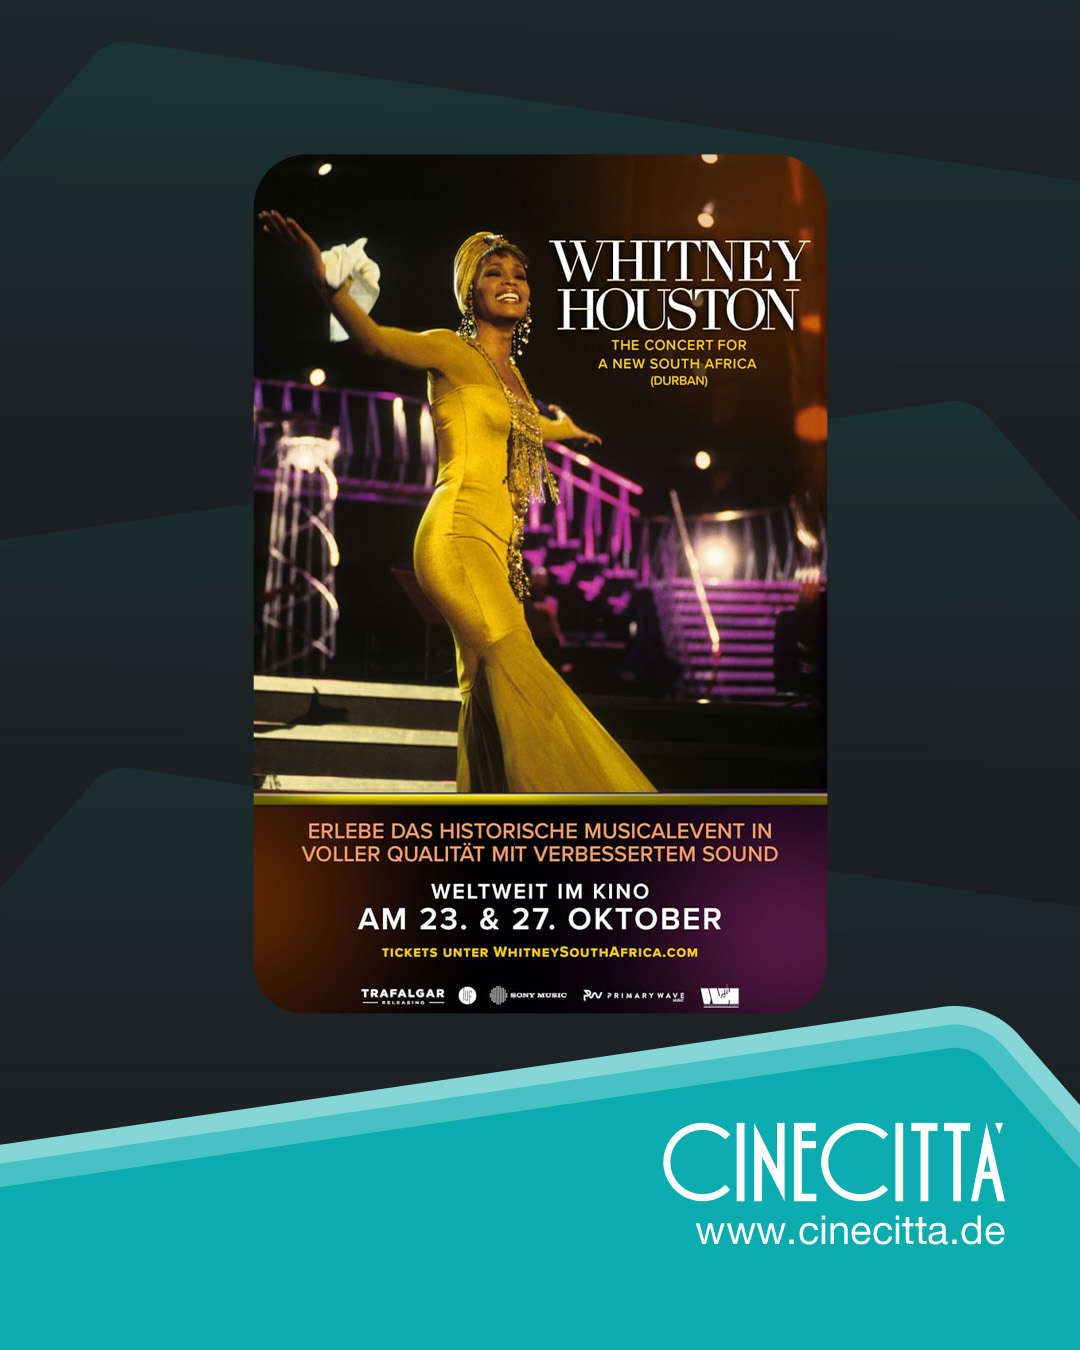 WHITNEY
HOUSTON
THE CONCERT FOR
A NEW SOUTH AFRICA
(DURBAN)
ERLEBE DAS HISTORISCHE MUSICALEVENT IN
VOLLER QUALITÄT MIT VERBESSERTEM SOUND
WELTWEIT IM KINO
AM 23. & 27. OKTOBER
TICKETS UNTER WHITNEYSOUTHAFRICA.COM
TRAFALGAR
RELEASING
SONY MUSIC
PRIMARY WAVE
MUSIC
CINECITTÀ
www.cinecitta.de